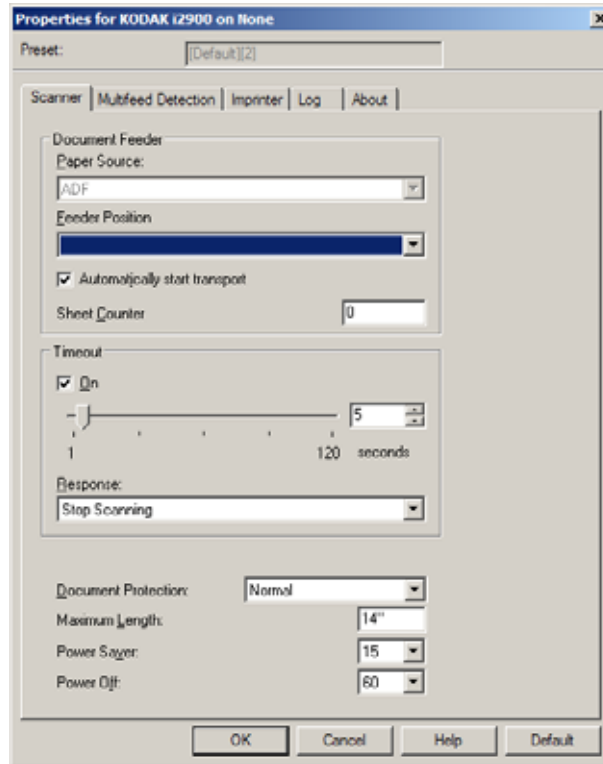 Properties for KODAK i2900 on None
Preset: [Default][2]
Scanner Multifeed Detection Imprinter Log About
Document Feeder
Paper Source:
ADF
Feeder Position
Automatically start transport
Sheet Counter 0
Timeout
On
5
1 120 seconds
Response:
Stop Scanning
Document Protection: Normal
Maximum Length: 14"
Power Saver: 15
Power Off: 60
OK Cancel Help Default